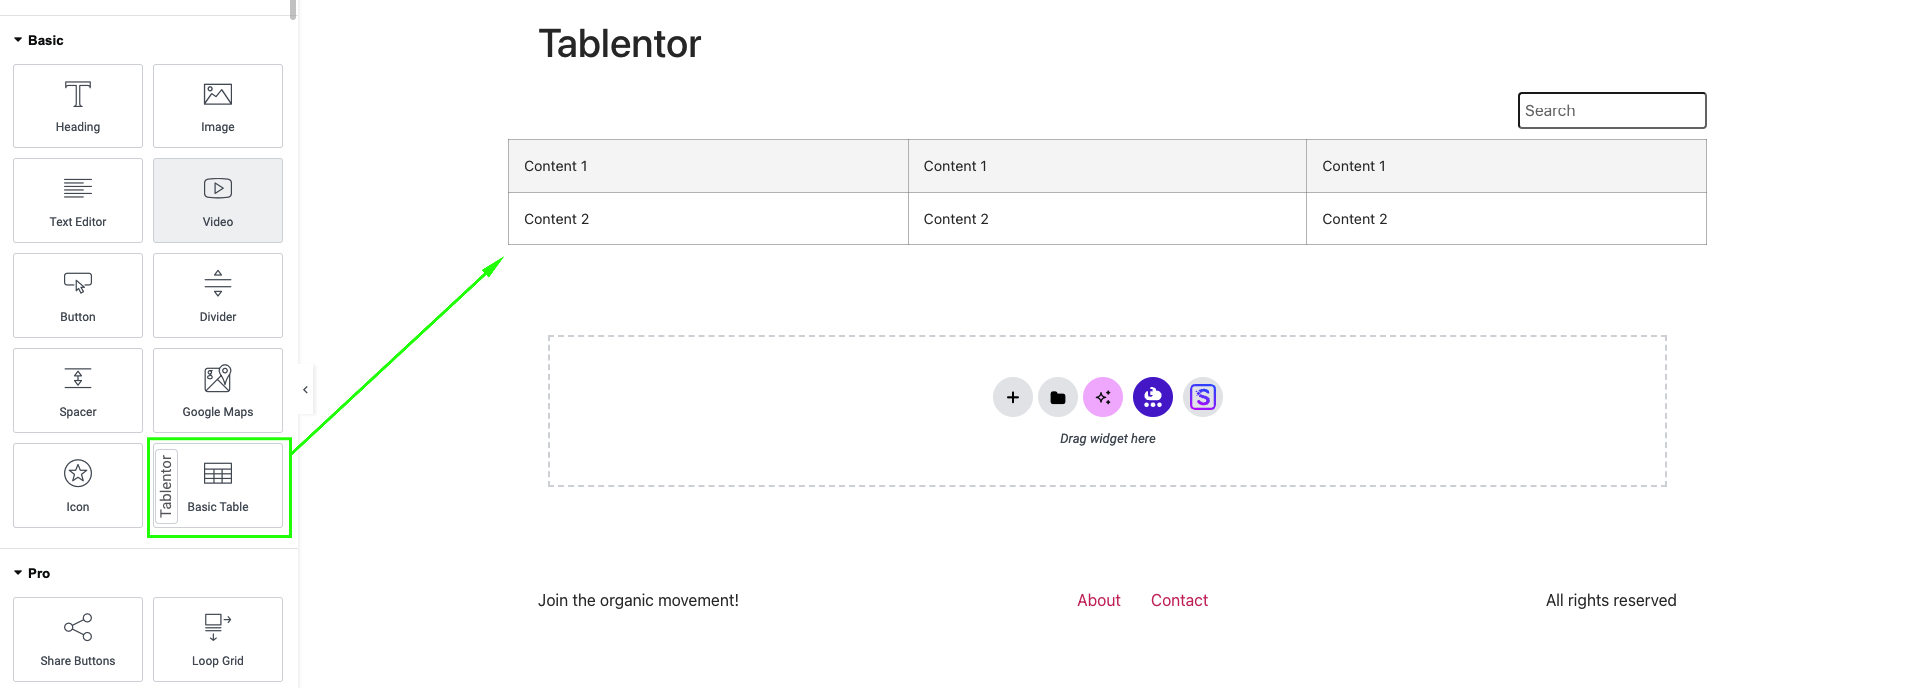 Basic
Heading
Image
Text Editor
Video
Button
Divider
Spacer
Google Maps
Icon
Tablentor
Basic Table
Pro
Share Buttons
Loop Grid
Tablentor
Search
Content 1 Content 1 Content 1
Content 2 Content 2 Content 2
Drag widget here
Join the organic movement! About Contact All rights reserved